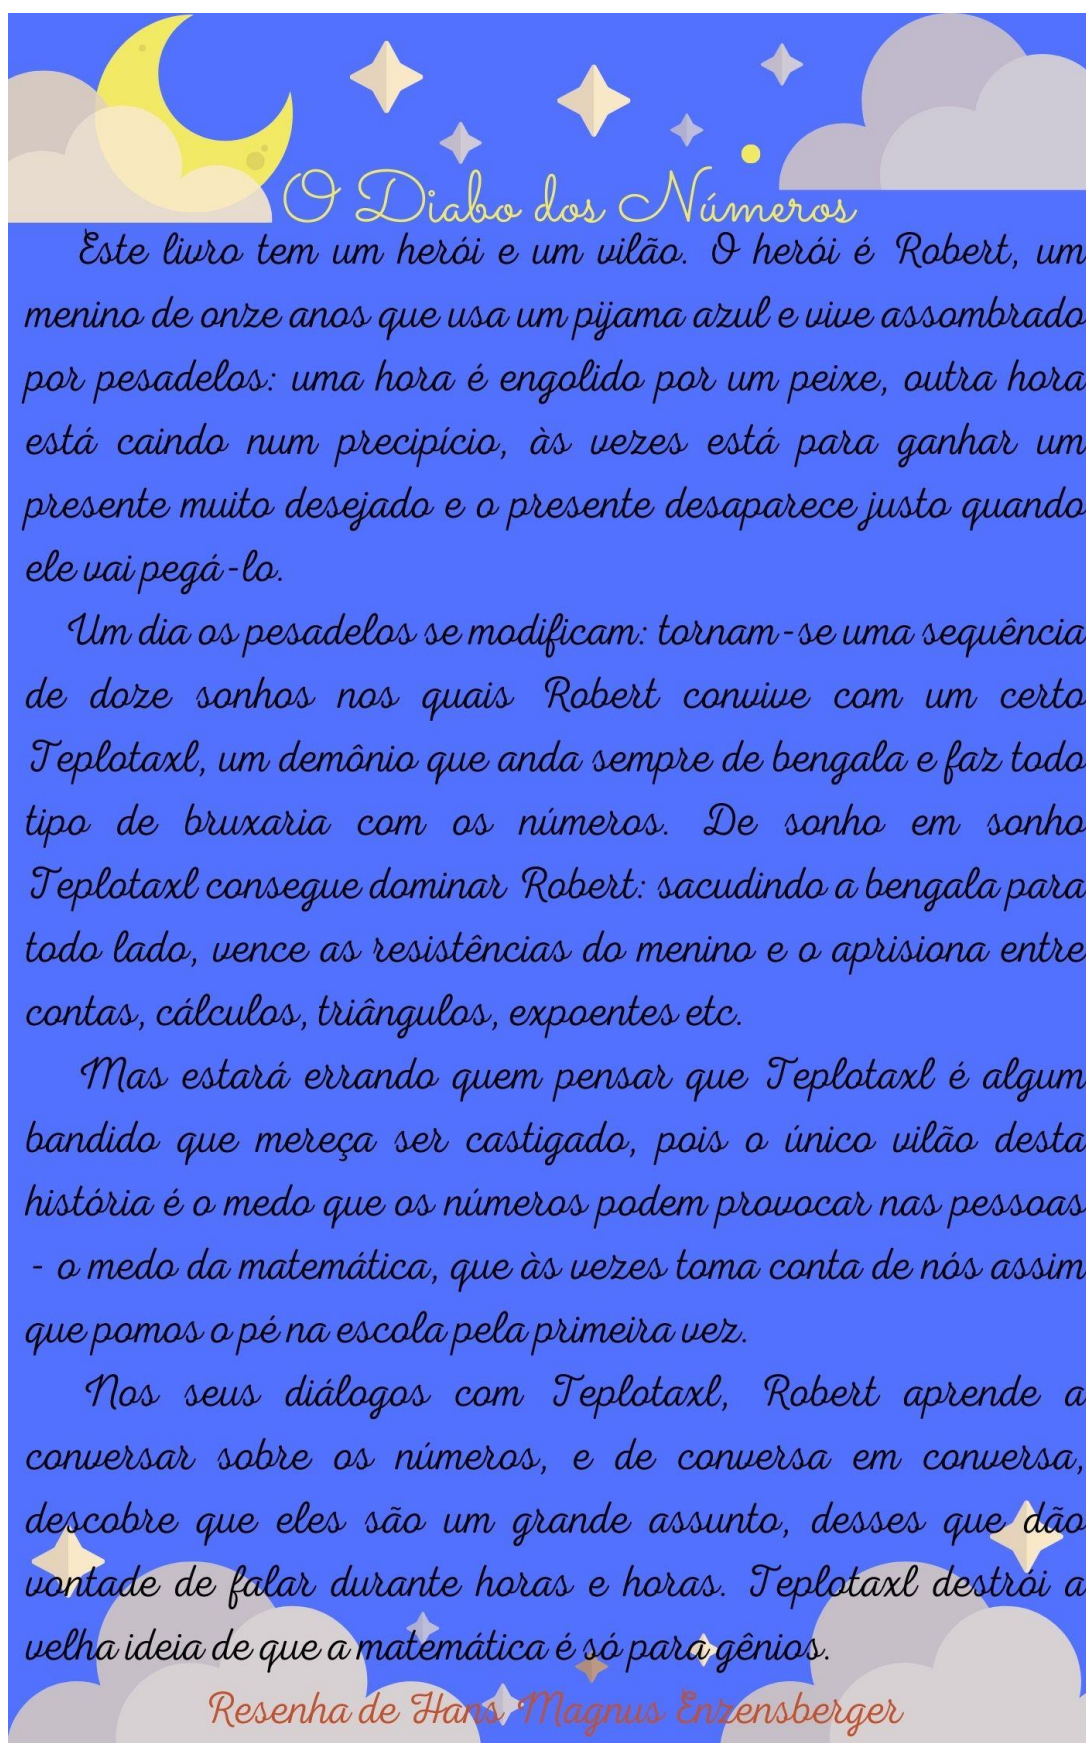 O Diabo dos Números
Este livro tem um herói e um vilão. O herói é Robert, um
menino de onze anos que usa um pijama azul e vive assombrado
por pesadelos: uma hora é engolido por um peixe, outra hora
está caindo num precipício, às vezes está para ganhar um
presente muito desejado e o presente desaparece justo quando
ele vai pegá-lo.
Um dia os pesadelos se modificam: tornam-se uma sequência
de doze sonhos nos quais Robert convive com um certo
Teplotaxl, um demônio que anda sempre de bengala e faz todo
tipo de bruxaria com os números. De sonho em sonho
Teplotaxl consegue dominar Robert: sacudindo a bengala para
todo lado, vence as resistências do menino e o aprisiona entre
contas, cálculos, triângulos, expoentes etc.
Mas estará errando quem pensar que Teplotaxl é algum
bandido que mereça ser castigado, pois o único vilão desta
história é o medo que os números podem provocar nas pessoas
- o medo da matemática, que às vezes toma conta de nós assim
que pomos o pé na escola pela primeira vez.
Nos seus diálogos com Teplotaxl, Robert aprende a
conversar sobre os números, e de conversa em conversa,
descobre que eles são um grande assunto, desses que dão
vontade de falar durante horas e horas. Teplotaxl destrói a
velha ideia de que a matemática é só para gênios.
Resenha de Hans Magnus Enzensberger